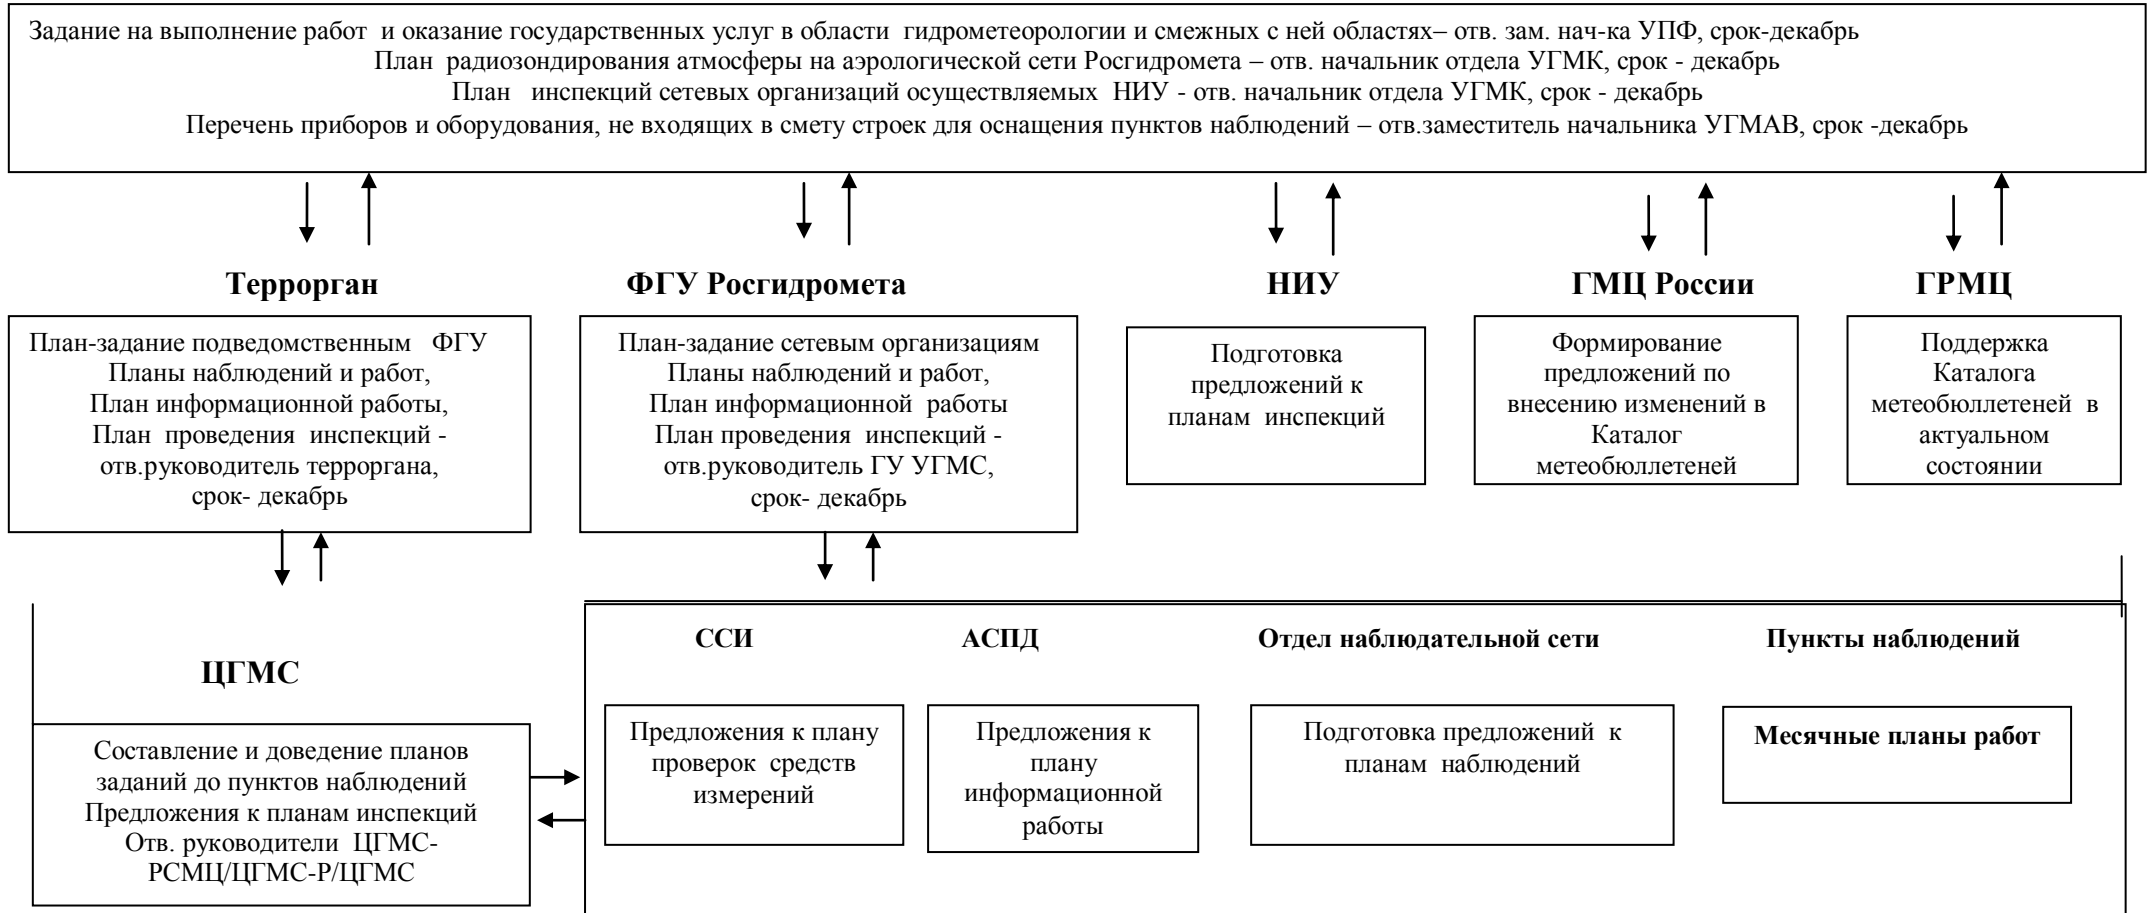 Задание на выполнение работ и оказание государственных услуг в области гидрометеорологии и смежных с ней областях– отв. зам. нач-ка УПФ, срок-декабрь
План радиозондирования атмосферы на аэрологической сети Росгидромета – отв. начальник отдела УГМК, срок - декабрь
План инспекций сетевых организаций осуществляемых НИУ - отв. начальник отдела УГМК, срок - декабрь
Перечень приборов и оборудования, не входящих в смету строек для оснащения пунктов наблюдений – отв.заместитель начальника УГМАВ, срок -декабрь
Терррорган
План-задание подведомственным ФГУ
Планы наблюдений и работ,
План информационной работы,
План проведения инспекций -
отв.руководитель терроргана,
срок- декабрь
ФГУ Росгидромета
План-задание сетевым организациям
Планы наблюдений и работ,
План информационной работы
План проведения инспекций -
отв.руководитель ГУ УГМС,
срок- декабрь
НИУ
Подготовка
предложений к
планам инспекций
ГМЦ России
Формирование
предложений по
внесению изменений в
Каталог
метеобюллетеней
ГРМЦ
Поддержка
Каталога
метеобюллетеней в
актуальном
состоянии
ЦГМС
Составление и доведение планов
заданий до пунктов наблюдений
Предложения к планам инспекций
Отв. руководители ЦГМС-
РСМЦ/ЦГМС-Р/ЦГМС
ССИ
Предложения к плану
проверок средств
измерений
АСПД
Предложения к
плану
информационной
работы
Отдел наблюдательной сети
Подготовка предложений к
планам наблюдений
Пункты наблюдений
Месячные планы работ